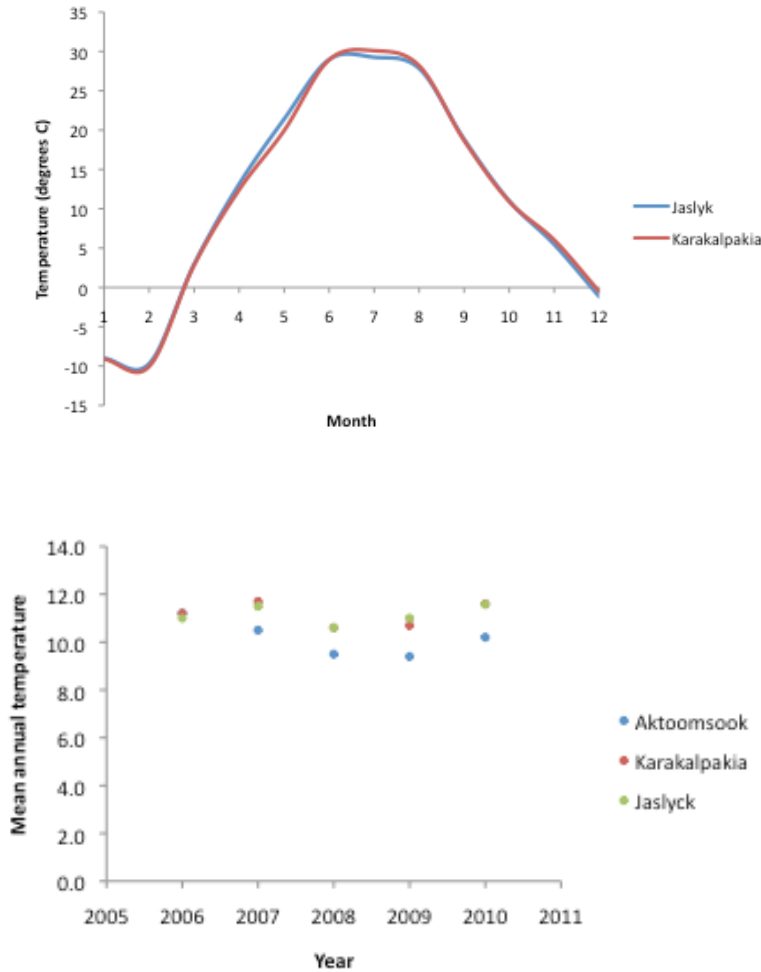 35
30
25
20
15
10
5
0
-5
-10
-15
Temperature (degrees C)
1 2 3 4 5 6 7 8 9 10 11 12
Month
Jaslyk
Karakalpakia
14.0
12.0
10.0
8.0
6.0
4.0
2.0
0.0
Mean annual temperature
2005 2006 2007 2008 2009 2010 2011
Year
Aktoomsook
Karakalpakia
Jaslyck